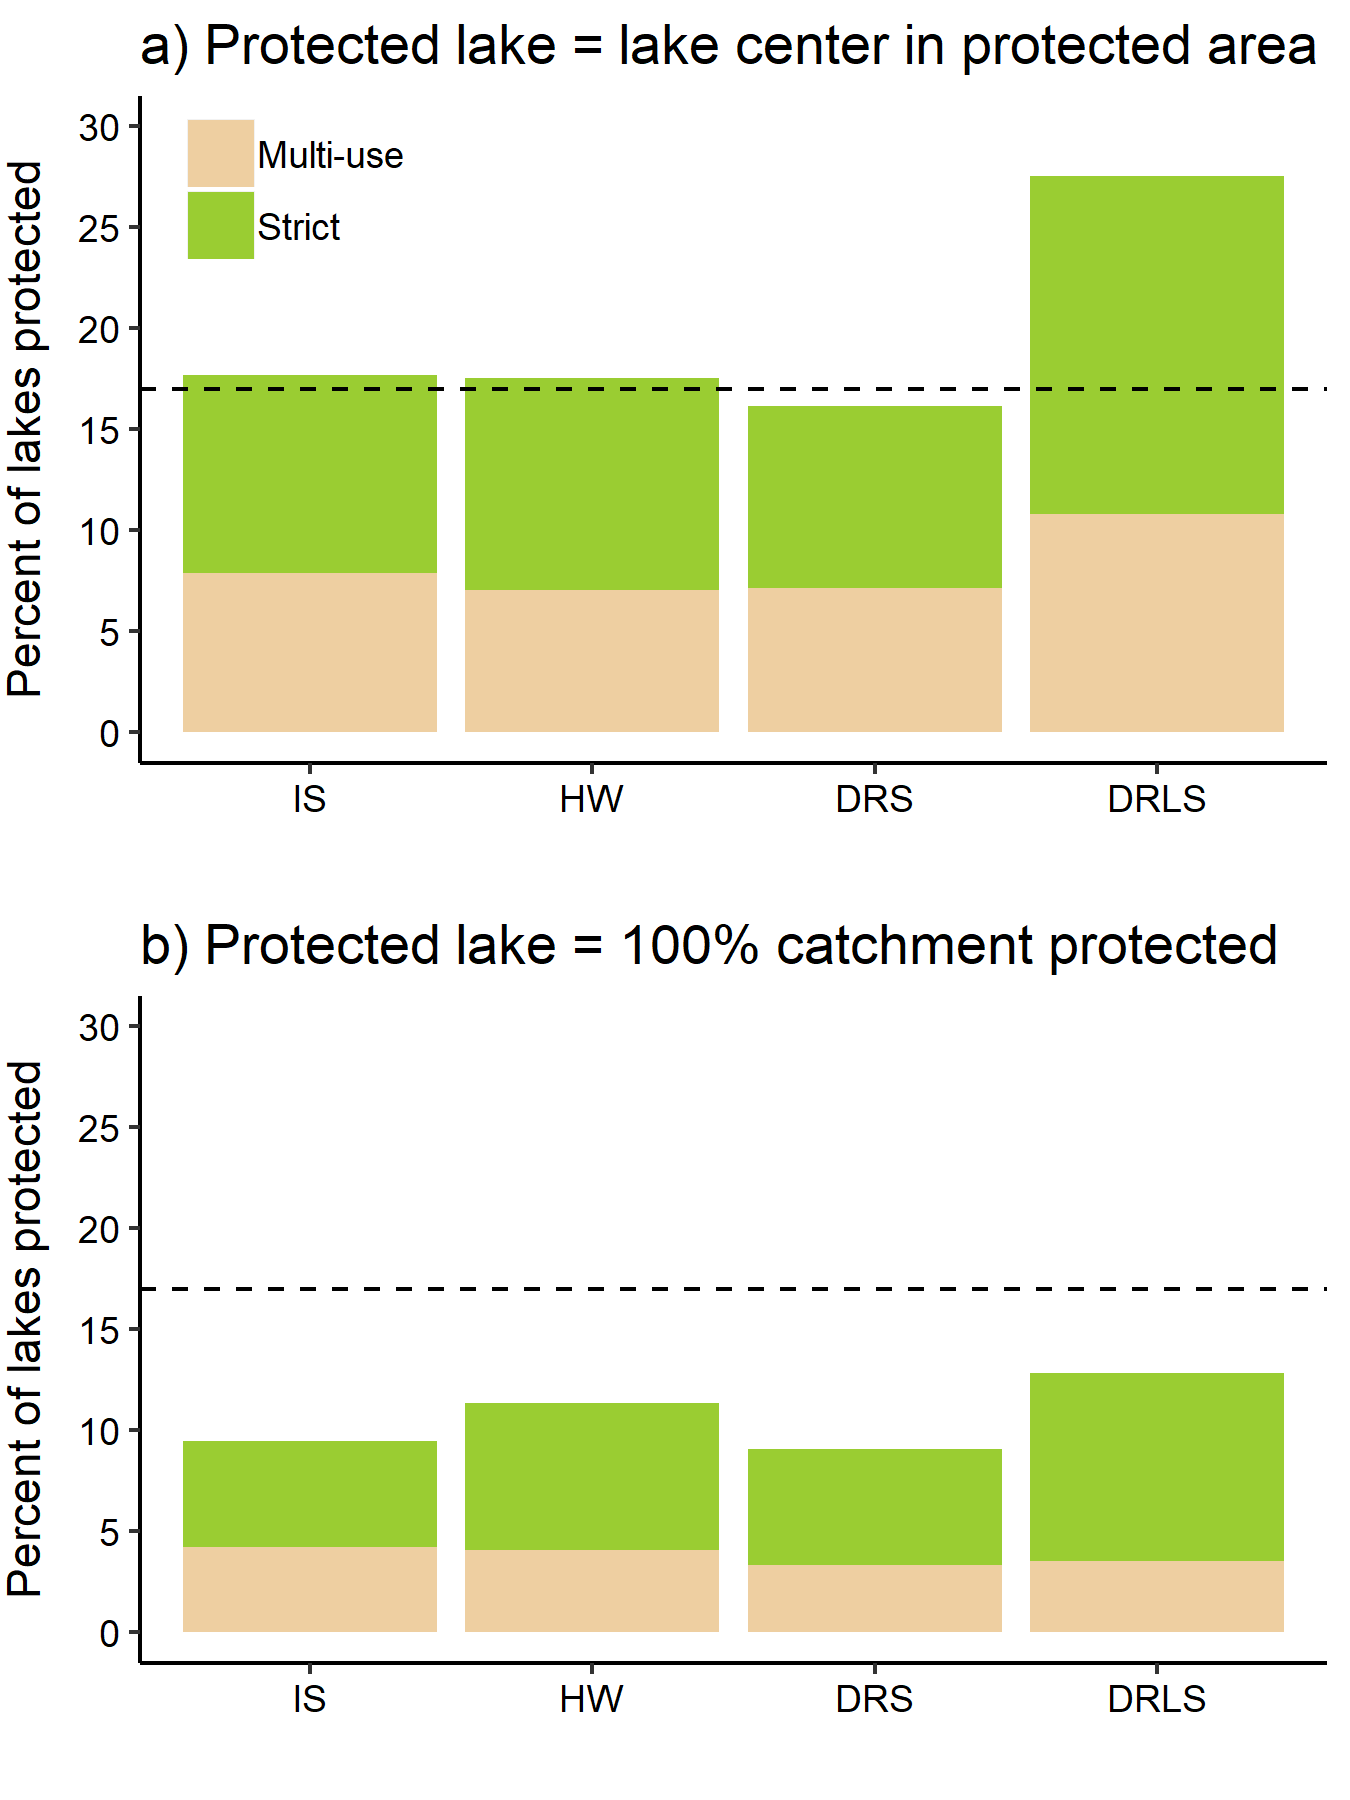 a) Protected lake = lake center in protected area
Percent of lakes protected
30
25
20
15
10
5
0
Multi-use
Strict
IS HW DRS DRLS
b) Protected lake = 100% catchment protected
Percent of lakes protected
30
25
20
15
10
5
0
IS HW DRS DRLS